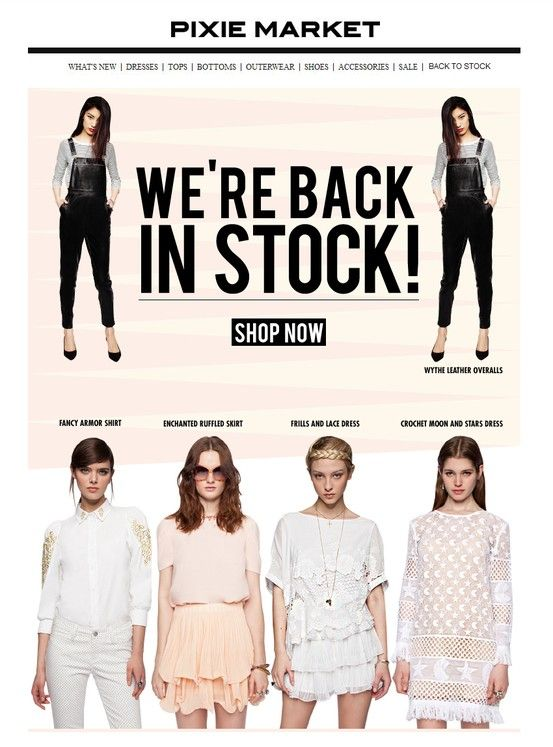 PIXIE MARKET
WHAT'S NEW | DRESSES | TOPS | BOTTOMS | OUTERWEAR | SHOES | ACCESSORIES | SALE | BACK TO STOCK
WE'RE BACK
IN STOCK!
SHOP NOW
WYTHE LEATHER OVERALLS
FANCY ARMOR SHIRT ENCHANTED RUFFLED SKIRT FRILLS AND LACE DRESS CROCHET MOON AND STARS DRESS